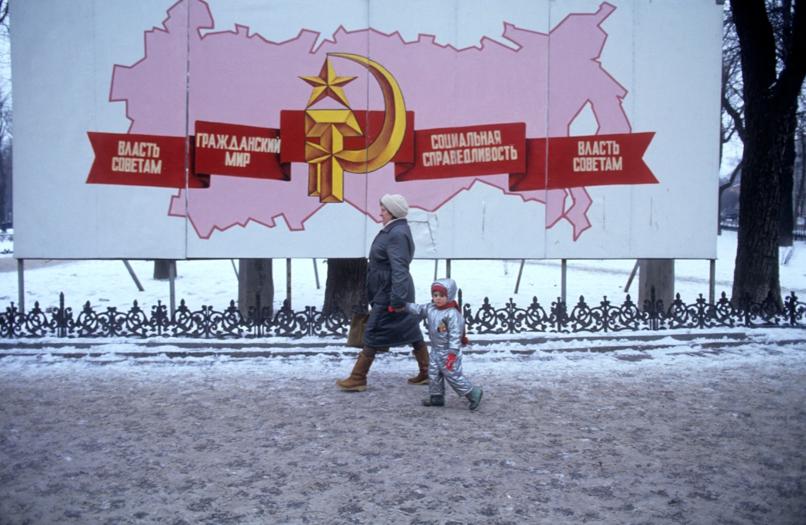 ВЛАСТЬ
СОВЕТАМ
ГРАЖДАНСКИЙ
МИР
СОЦИАЛЬНАЯ
СПРАВЕДЛИВОСТЬ
ВЛАСТЬ
СОВЕТАМ